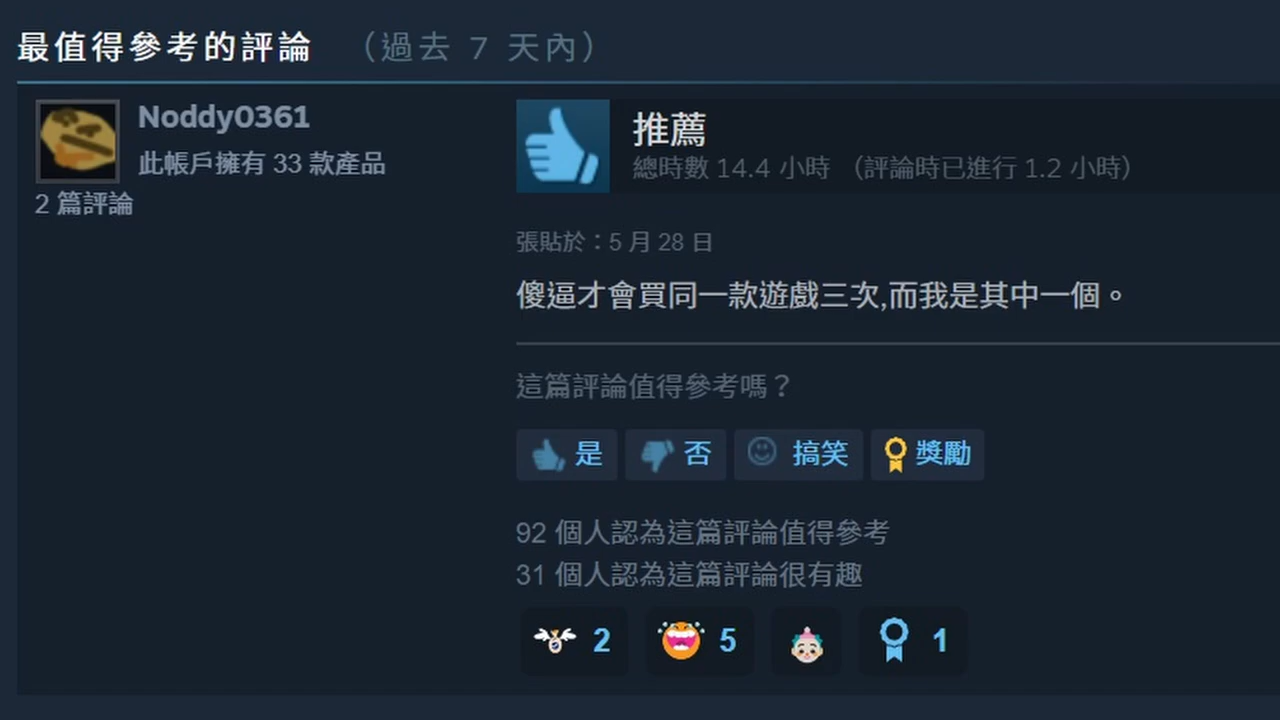 最值得參考的評論 （過去 7 天內）
Noddy0361
此帳戶擁有 33 款產品
2 篇評論
推薦
總時數 14.4 小時 （評論時已進行 1.2 小時）
張貼於：5 月 28 日
傻逼才會買同一款遊戲三次,而我是其中一個。
這篇評論值得參考嗎？
是 否 搞笑 獎勵
92 個人認為這篇評論值得參考
31 個人認為這篇評論很有趣
2 5 1